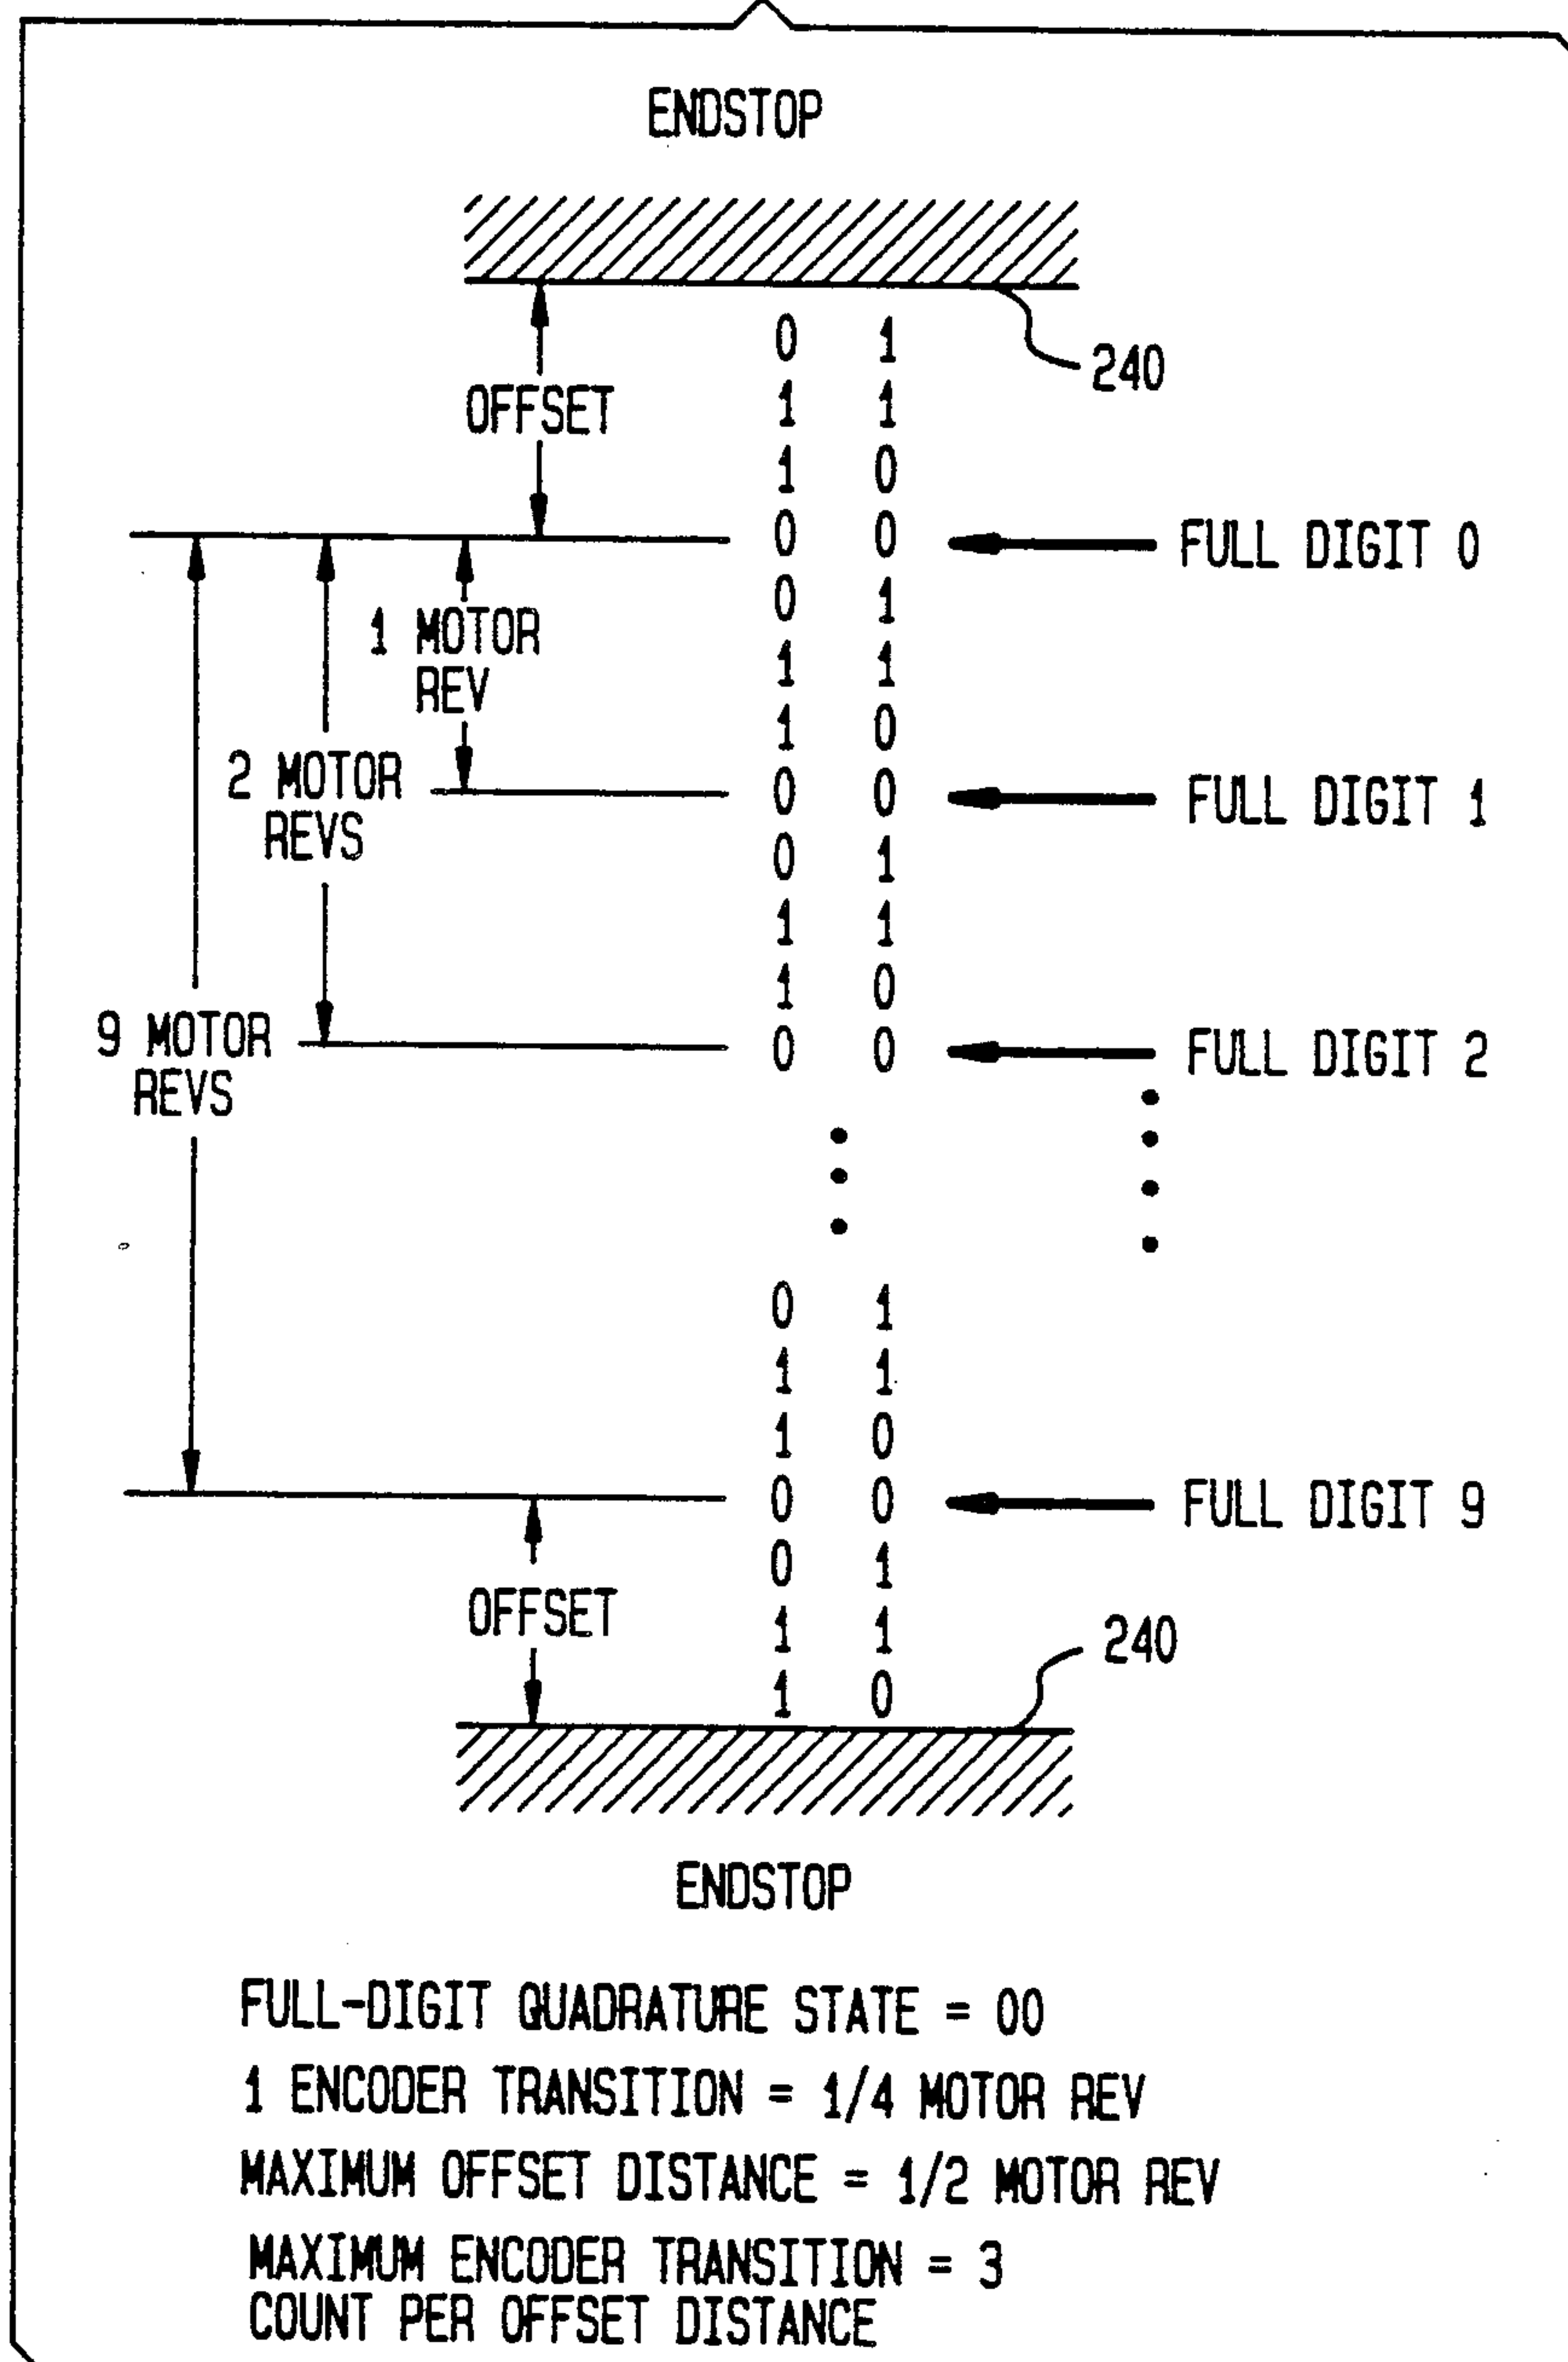 ENDSTOP
0 1
240
1 1
OFFSET
1 0
0 0
FULL DIGIT 0
0 1
1 MOTOR
REV
1 1
1 0
2 MOTOR
REVS
0 0
FULL DIGIT 1
0 1
1 1
1 0
9 MOTOR
REVS
0 0
FULL DIGIT 2
0 1
1 1
1 0
0 0
FULL DIGIT 9
0 1
OFFSET
1 1
240
1 0
ENDSTOP
FULL-DIGIT QUADRATURE STATE = 00
1 ENCODER TRANSITION = 1/4 MOTOR REV
MAXIMUM OFFSET DISTANCE = 1/2 MOTOR REV
MAXIMUM ENCODER TRANSITION = 3
COUNT PER OFFSET DISTANCE